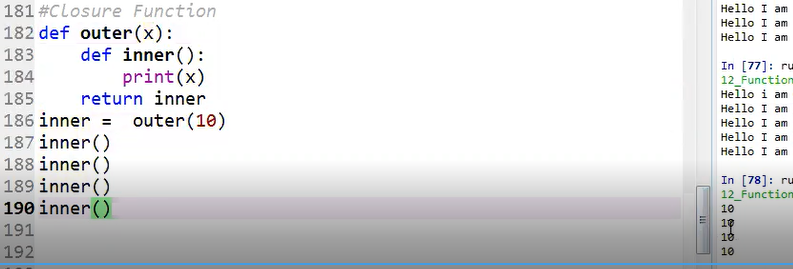 181 #Closure Function
182 def outer(x):
183     def inner():
184         print(x)
185     return inner
186 inner =  outer(10)
187 inner()
188 inner()
189 inner()
190 inner()
191
192
Hello I am
Hello I am
Hello I am
In [77]: ru
12_Function
Hello i am
Hello I am
Hello I am
Hello I am
Hello I am
In [78]: ru
12_Function
10
10
10
10